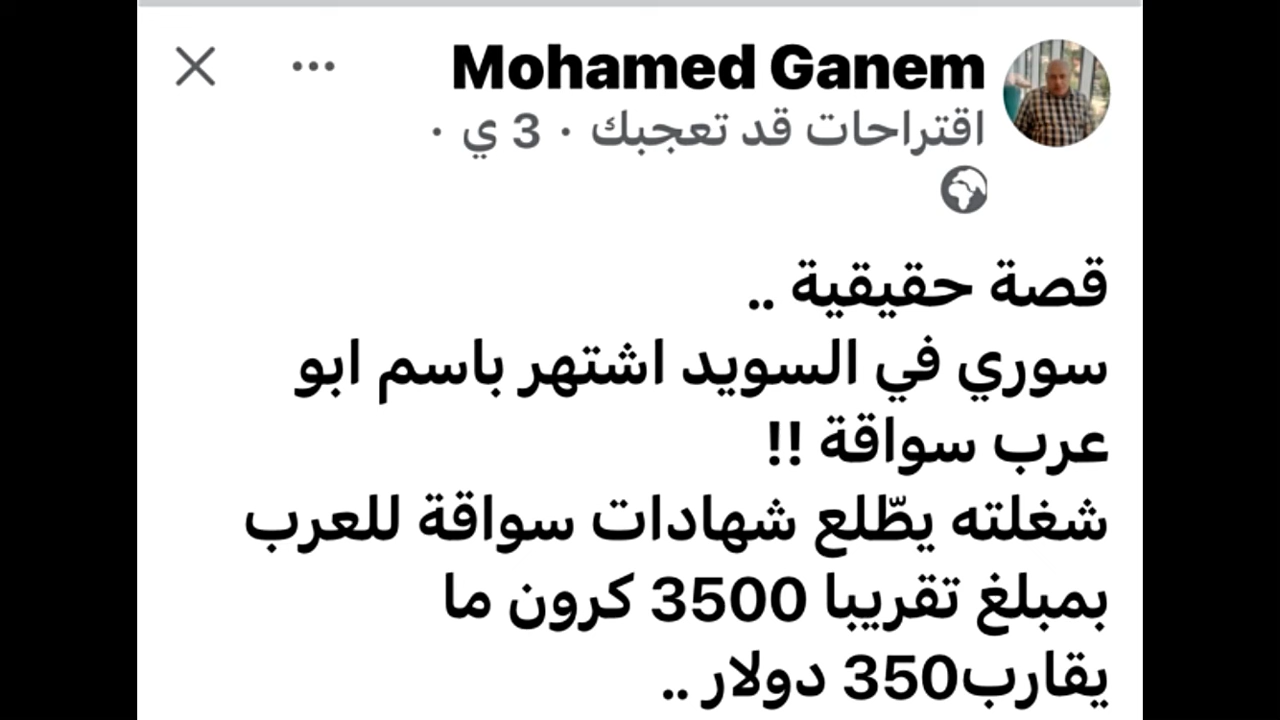 Mohamed Ganem
اقتراحات قد تعجبك · 3 ي ·
قصة حقيقية ..
سوري في السويد اشتهر باسم ابو
عرب سواقة !!
شغلته يطّلع شهادات سواقة للعرب
بمبلغ تقريبا 3500 كرون ما
يقارب350 دولار ..